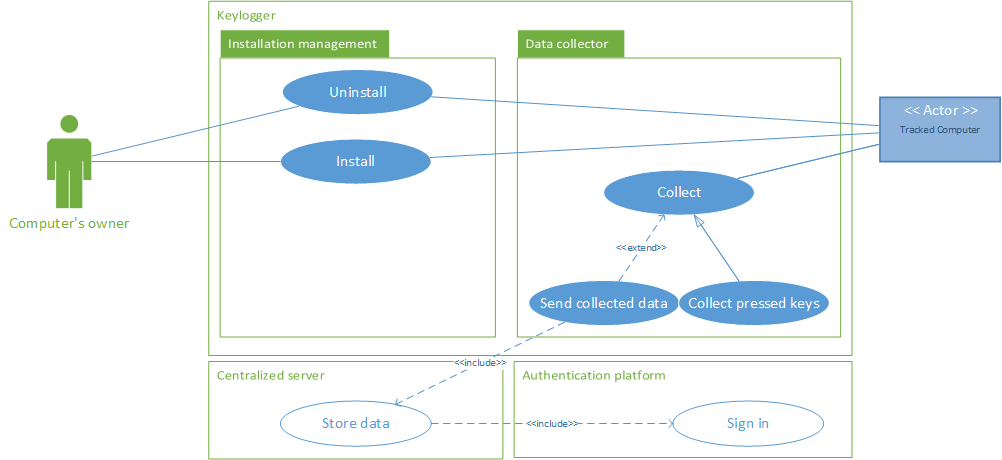 Keylogger
Installation management
Data collector
Uninstall
<< Actor >>
Tracked Computer
Install
Collect
Computer's owner
<<extend>>
Send collected data
Collect pressed keys
<<include>>
Centralized server
Authentication platform
Store data
<<include>>
Sign in